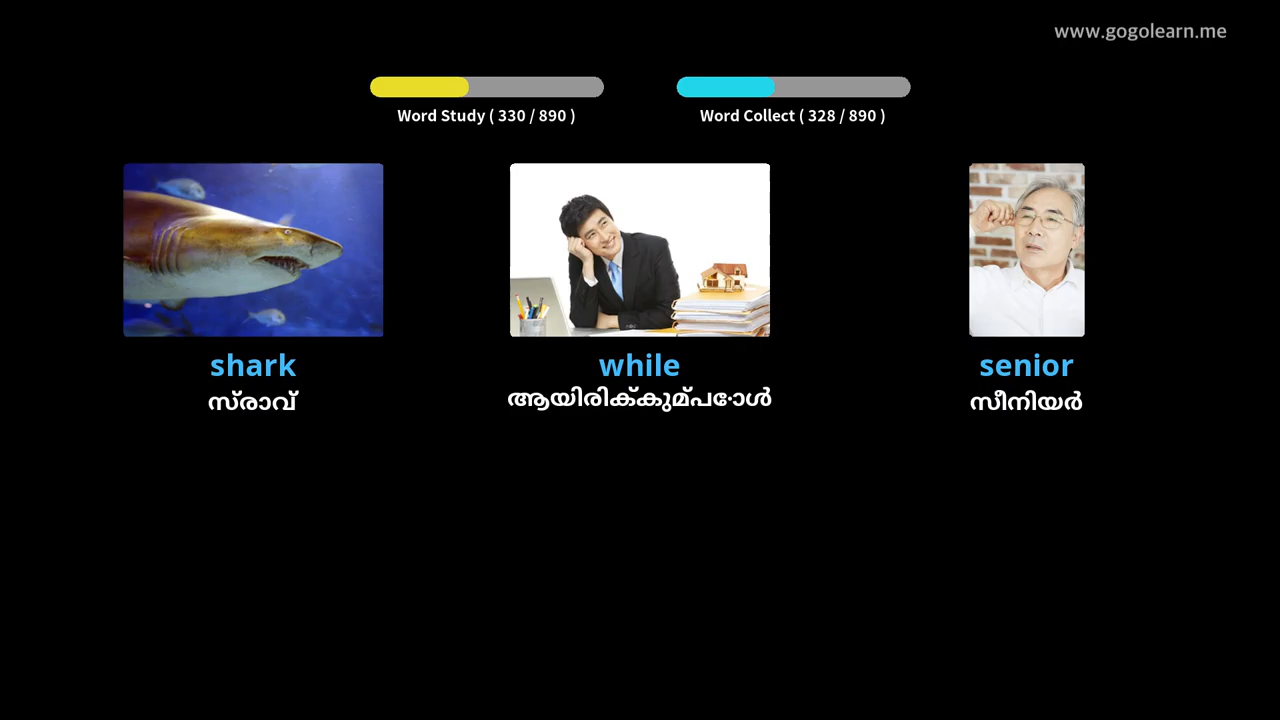 www.gogolearn.me
Word Study ( 330 / 890 )
Word Collect ( 328 / 890 )
shark
while
senior
സ്രാവ്
ആയിരിക്കുമ്പോൾ
സീനിയർ